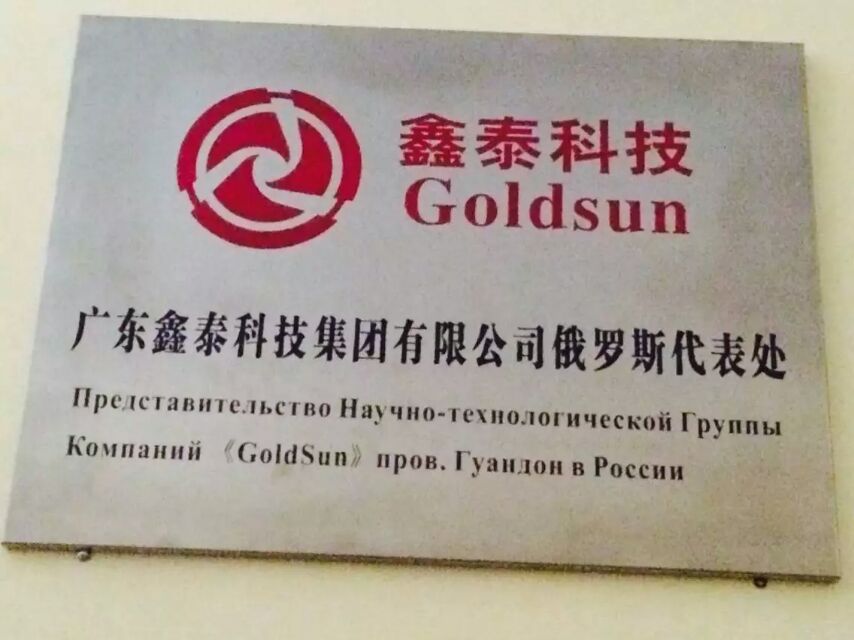 鑫泰科技
Goldsun
广东鑫泰科技集团有限公司俄罗斯代表处
Представительство Научно-технологической Группы
Компаний 《GoldSun》 пров. Гуандон в России